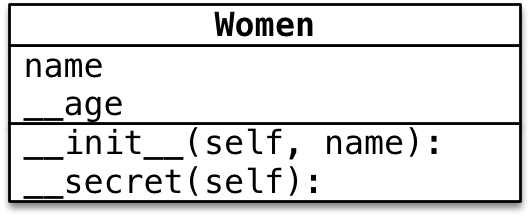 Women
name
__age
__init__(self, name):
__secret(self):